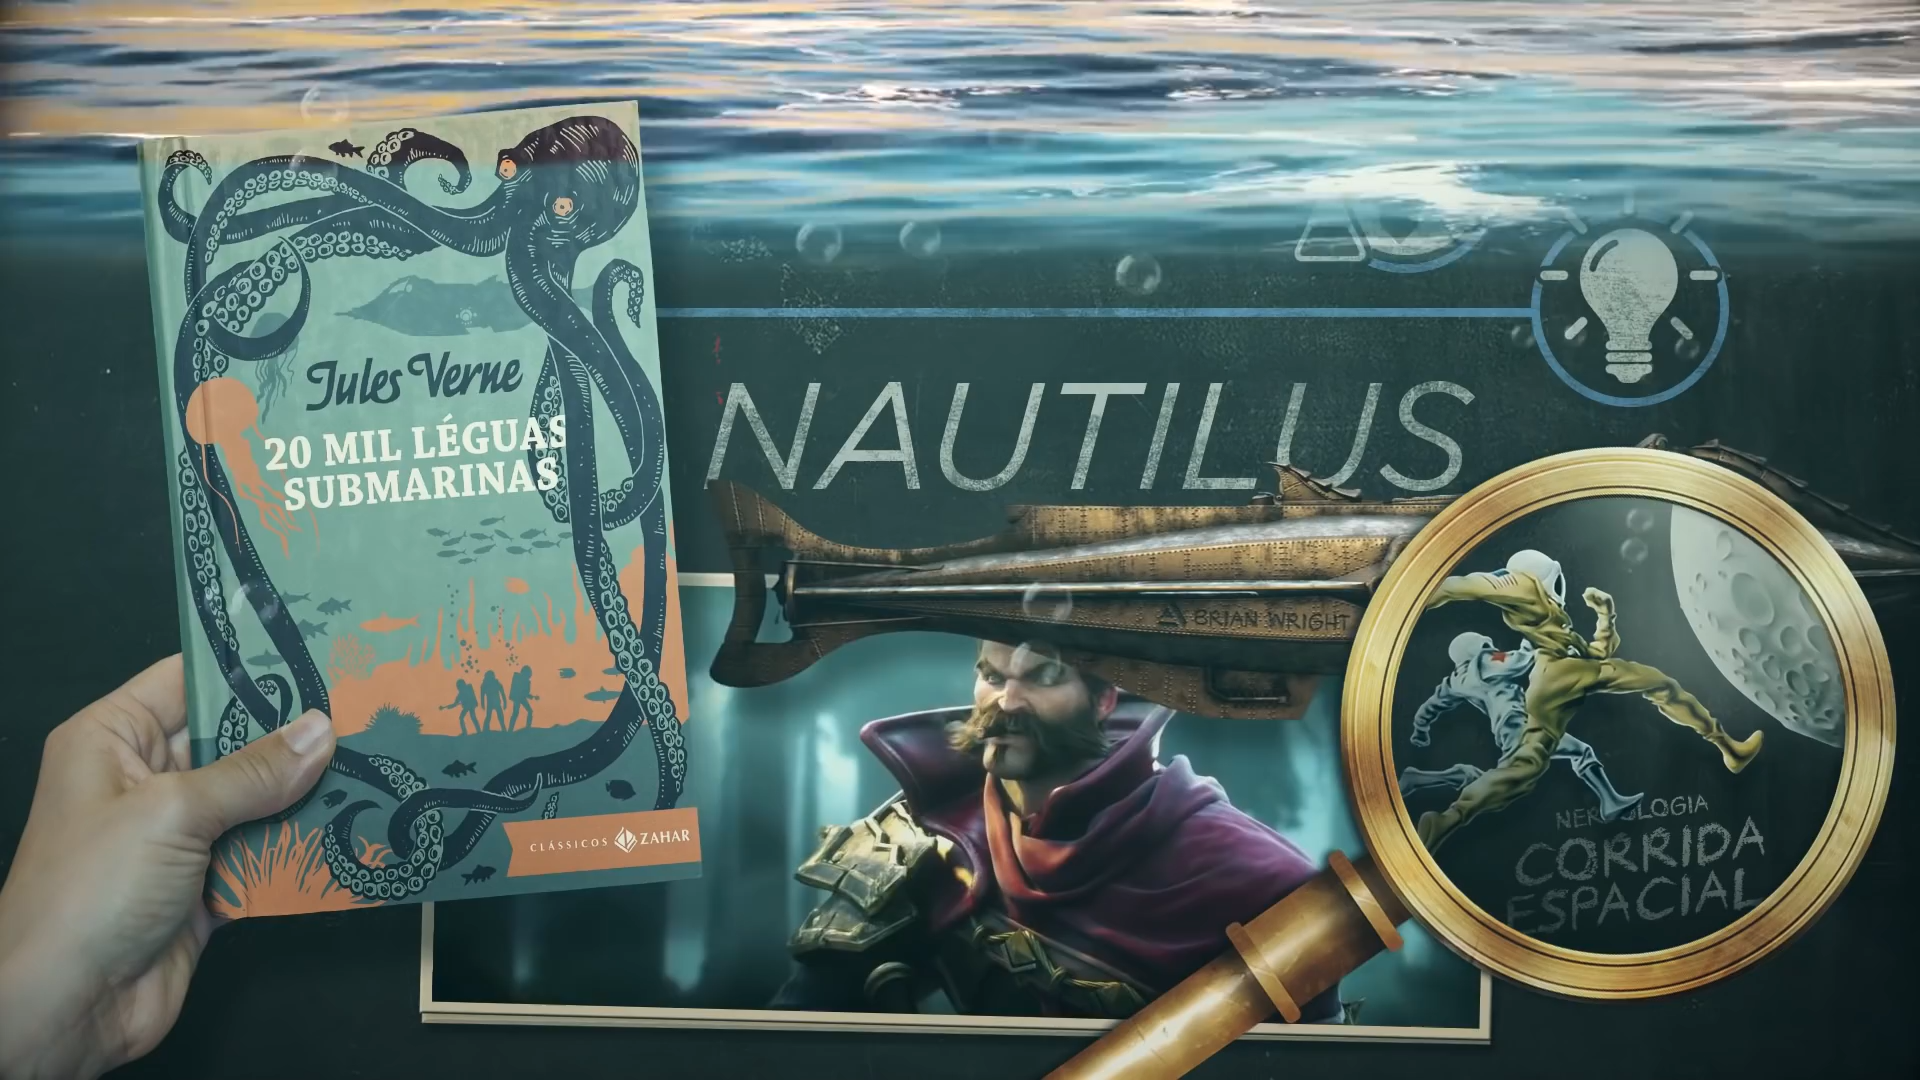 Jules Verne
20 MIL LÉGUAS
SUBMARINAS
CLÁSSICOS ZAHAR
NAUTILUS
BRIAN WRIGHT
CORRIDA
ESPACIAL